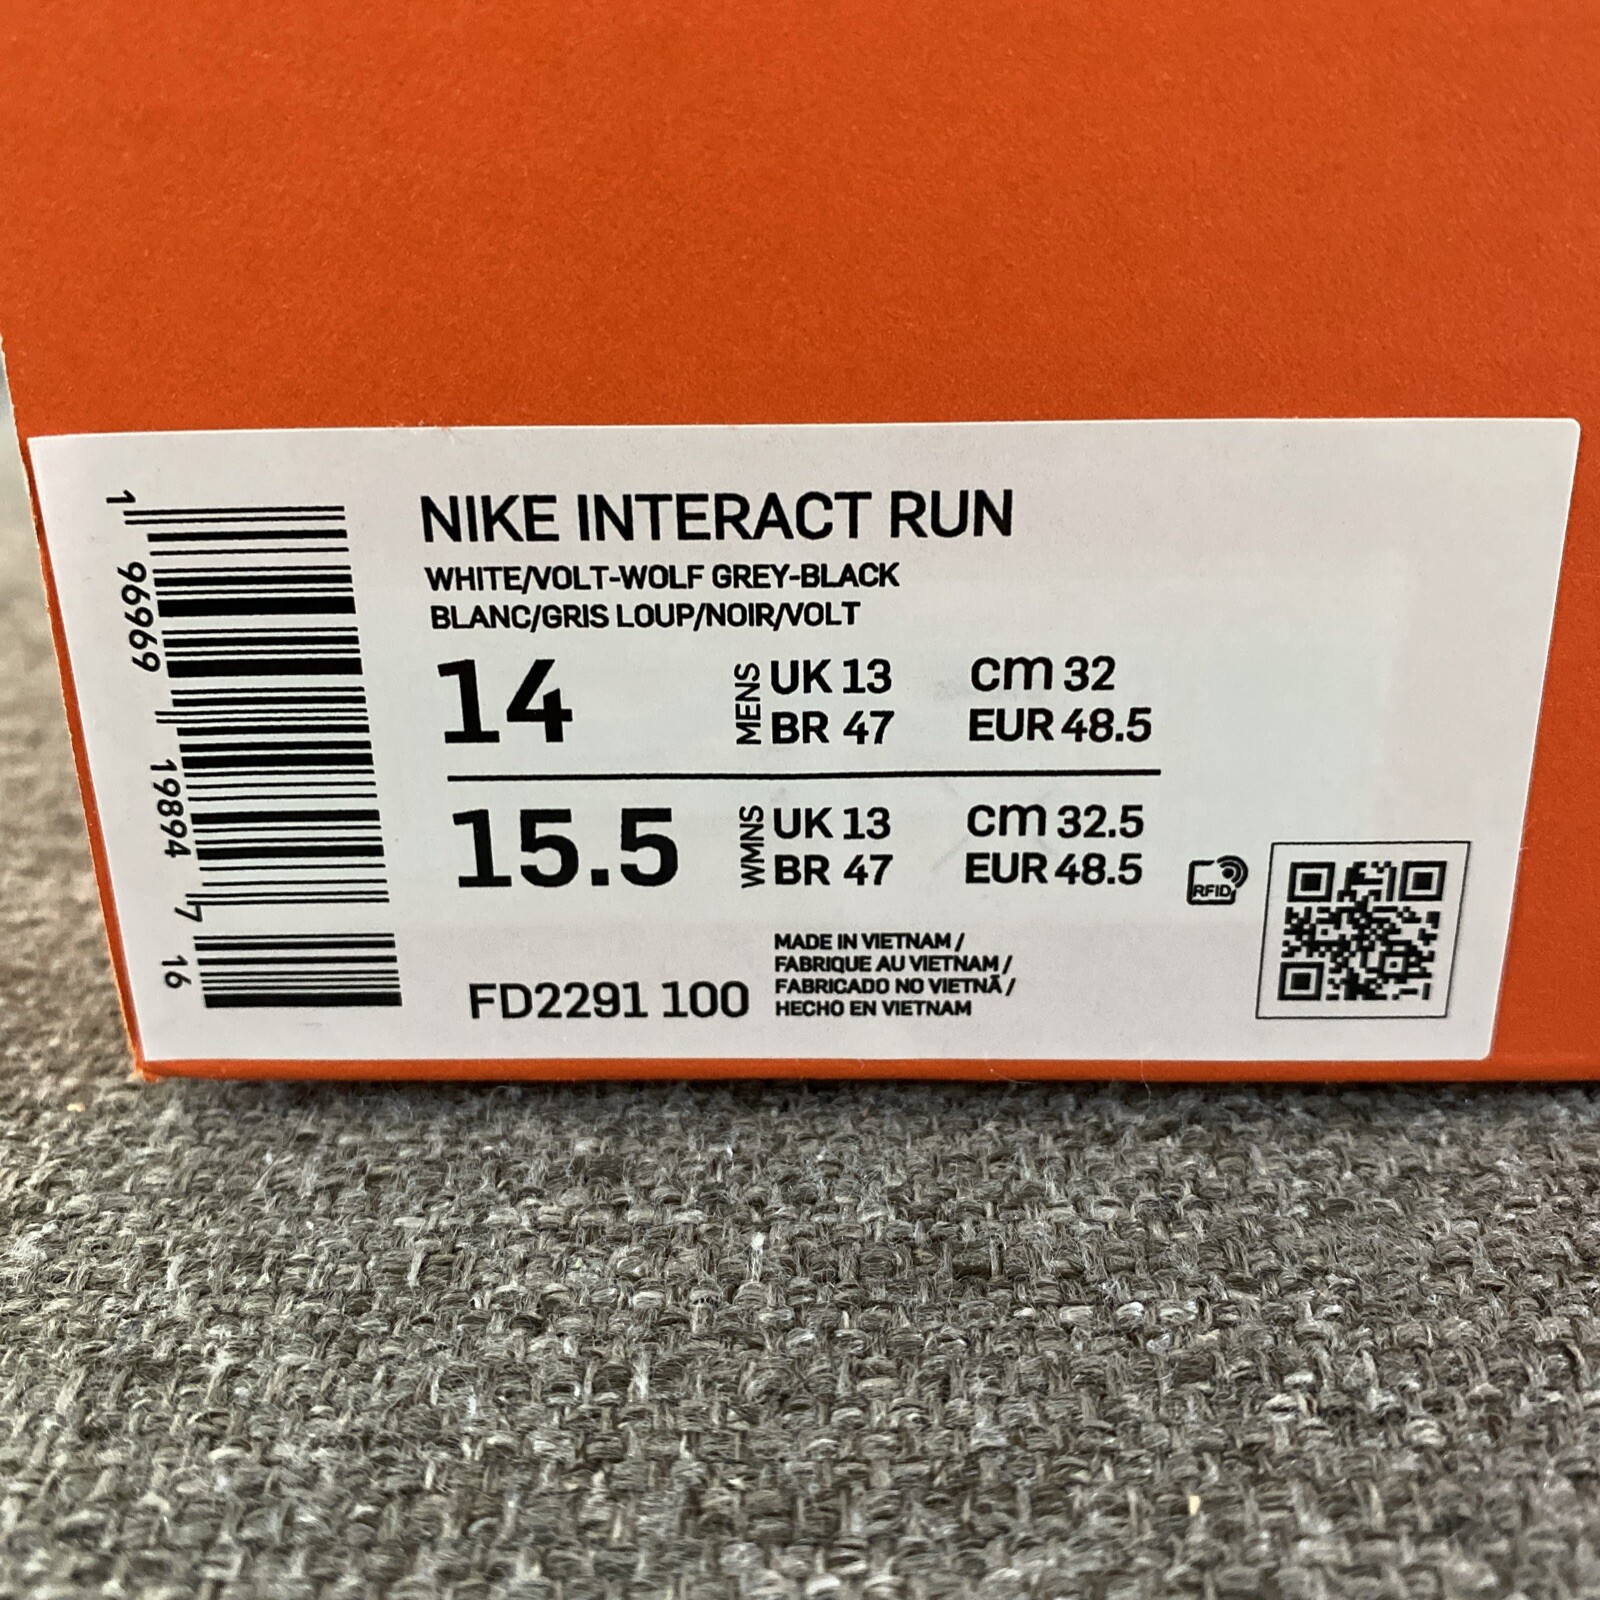 NIKE INTERACT RUN
WHITE/VOLT-WOLF GREY-BLACK
BLANC/GRIS LOUP/NOIR/VOLT
14 MENS UK 13 cm 32
BR 47 EUR 48.5
15.5 WMNS UK 13 cm 32.5
BR 47 EUR 48.5
RFID
MADE IN VIETNAM /
FABRIQUE AU VIETNAM /
FABRICADO NO VIETNÃ /
HECHO EN VIETNAM
FD2291 100
1 96969 19894 7 16